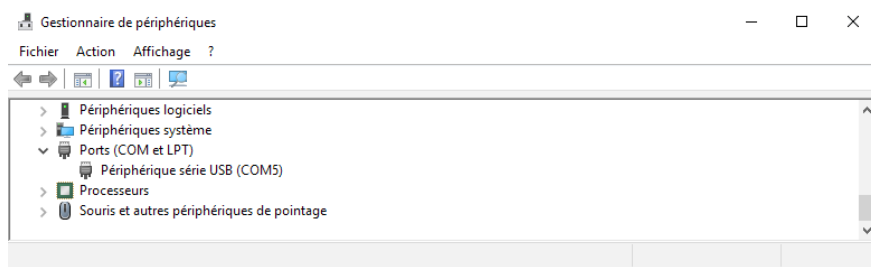 Gestionnaire de périphériques
Fichier Action Affichage ?
Périphériques logiciels
Périphériques système
Ports (COM et LPT)
Périphérique série USB (COM5)
Processeurs
Souris et autres périphériques de pointage